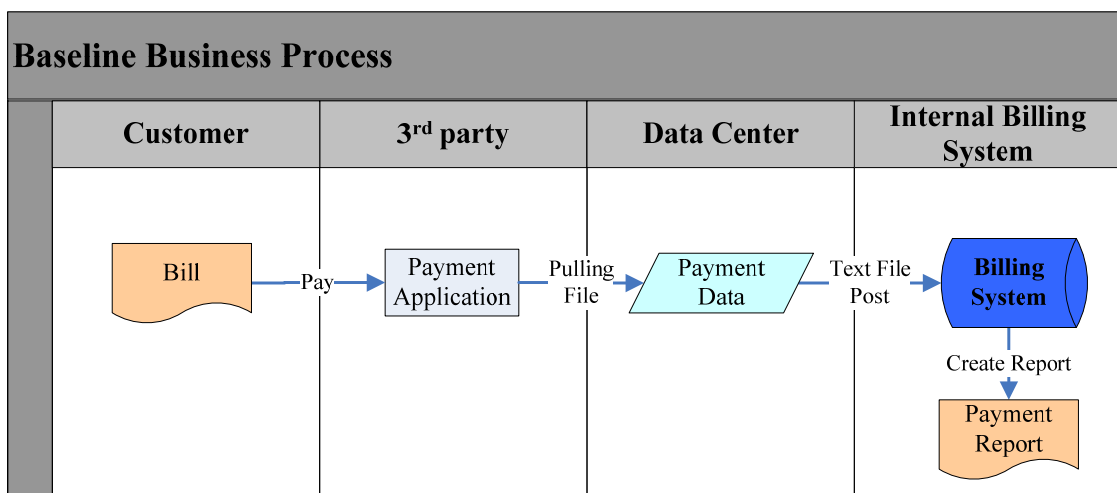 Baseline Business Process
Customer
3rd party
Data Center
Internal Billing
System
Bill
Pay
Payment
Application
Pulling
File
Payment
Data
Text File
Post
Billing
System
Create Report
Payment
Report